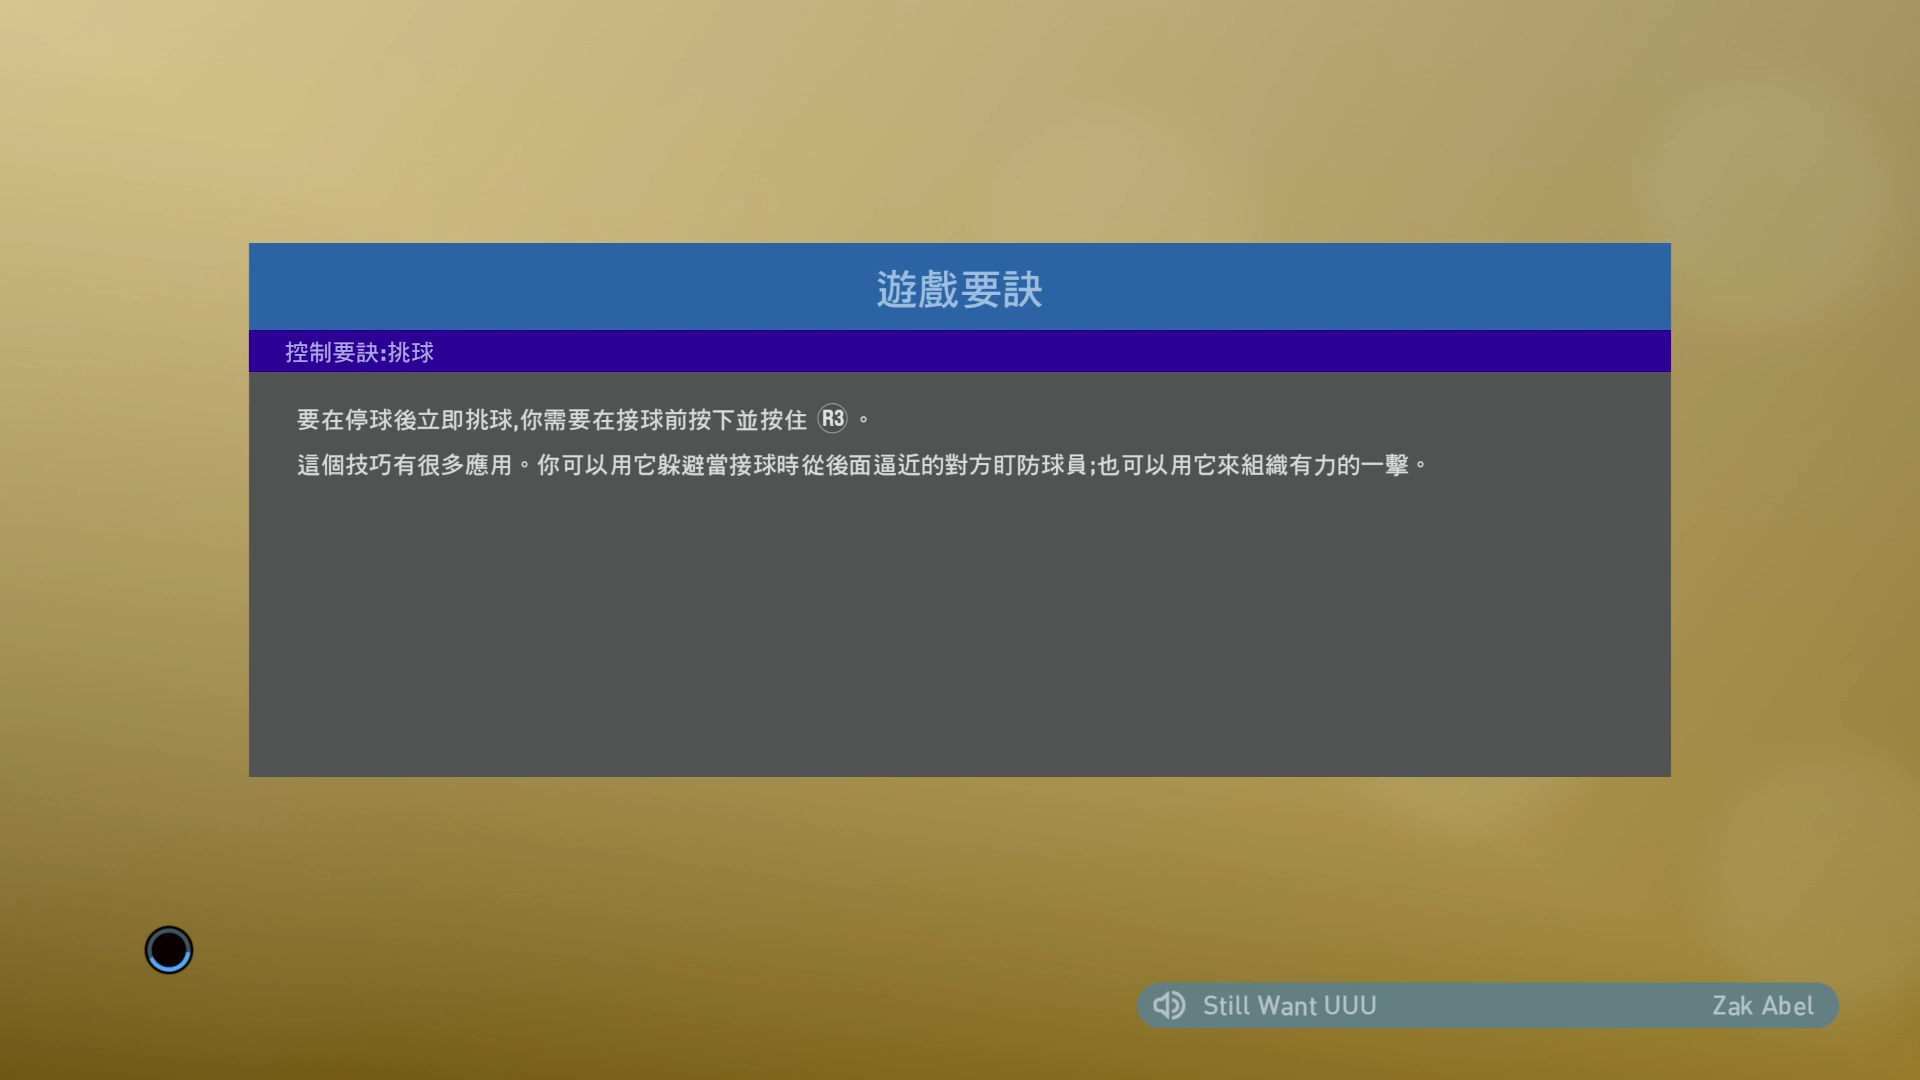 遊戲要訣
控制要訣:挑球
要在停球後立即挑球,你需要在接球前按下並按住 R3 。
這個技巧有很多應用。你可以用它躲避當接球時從後面逼近的對方盯防球員;也可以用它來組織有力的一擊。
Still Want UUU Zak Abel